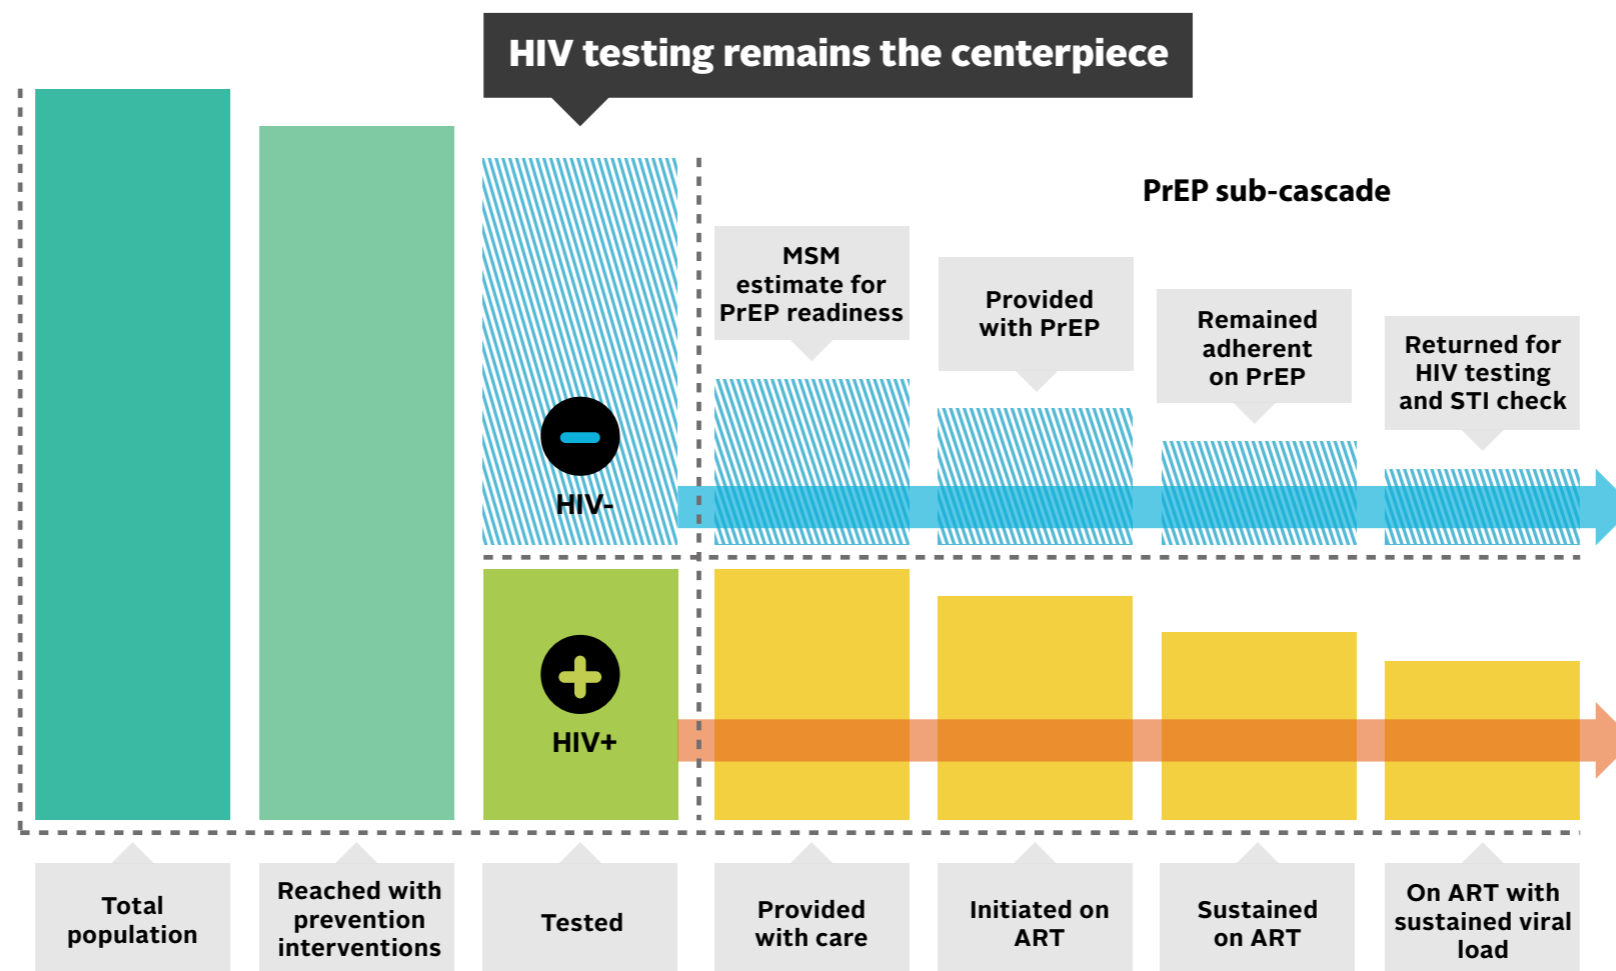 HIV testing remains the centerpiece
PrEP sub-cascade
MSM
estimate for
PrEP readiness
Provided
with PrEP
Remained
adherent
on PrEP
Returned for
HIV testing
and STI check
HIV-
HIV+
Total
population
Reached with
prevention
interventions
Tested
Provided
with care
Initiated on
ART
Sustained
on ART
On ART with
sustained viral
load